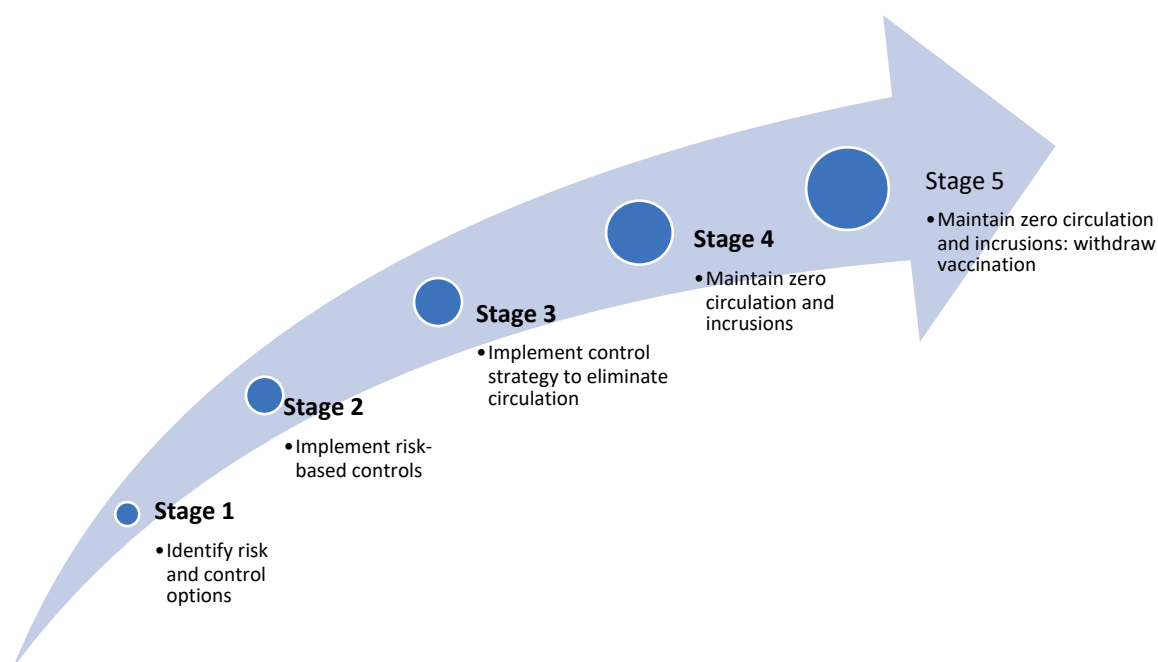 Stage 1
•Identify risk
and control
options
Stage 2
•Implement risk-
based controls
Stage 3
•Implement control
strategy to eliminate
circulation
Stage 4
•Maintain zero
circulation and
incrusions
Stage 5
•Maintain zero circulation
and incrusions: withdraw
vaccination